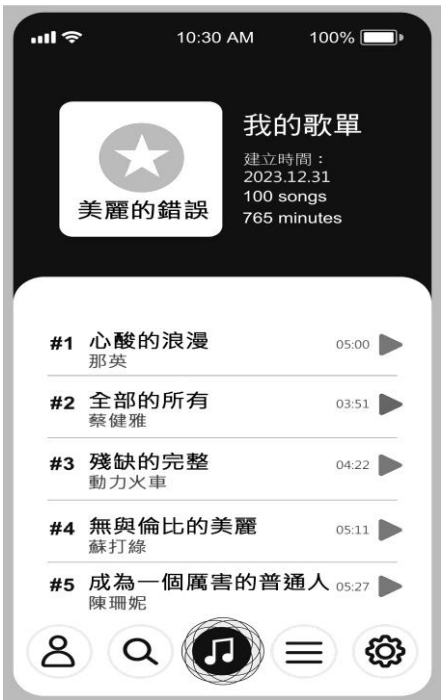 10:30 AM 100%
我的歌單
建立時間：
2023.12.31
100 songs
765 minutes
美麗的錯誤
#1 心酸的浪漫 05:00
那英
#2 全部的所有 03:51
蔡健雅
#3 殘缺的完整 04:22
動力火車
#4 無與倫比的美麗 05:11
蘇打綠
#5 成為一個厲害的普通人 05:27
陳珊妮